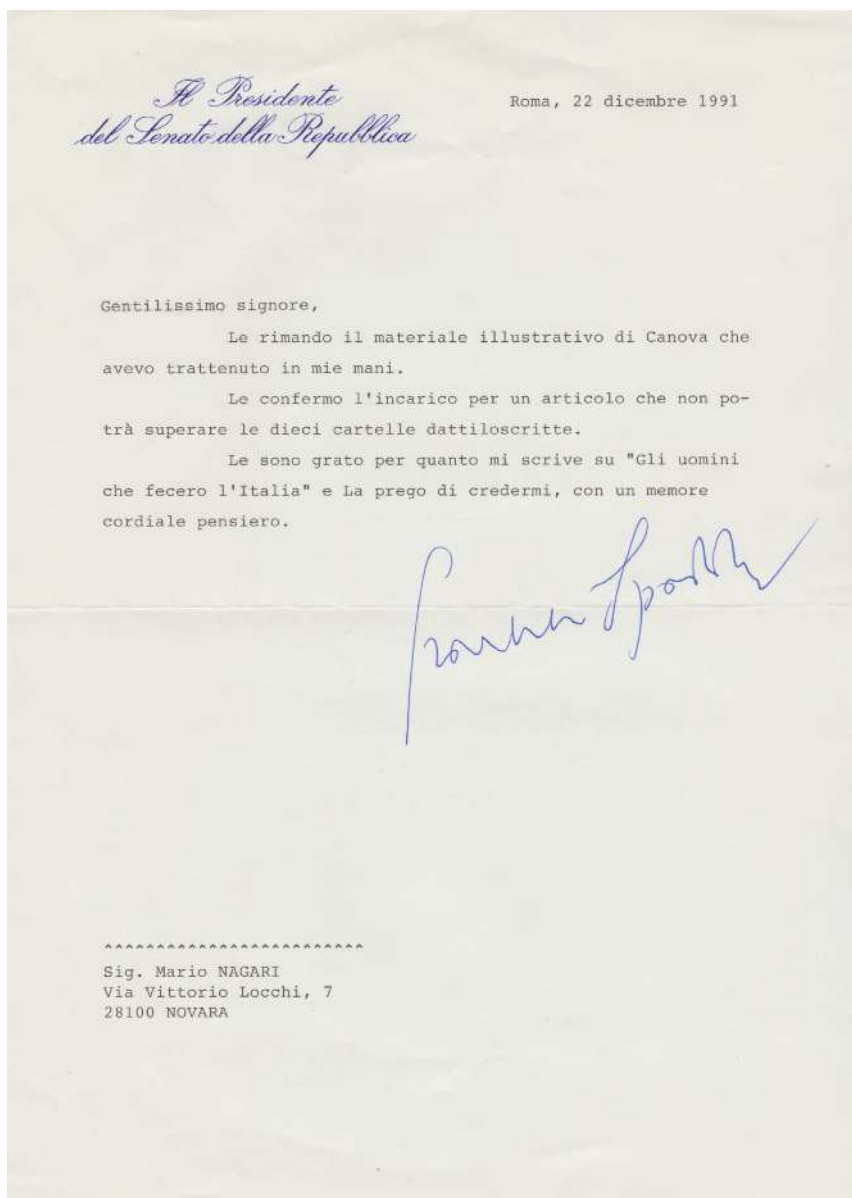 Il Presidente
del Senato della Repubblica
Roma, 22 dicembre 1991
Gentilissimo signore,
Le rimando il materiale illustrativo di Canova che
avevo trattenuto in mie mani.
Le confermo l'incarico per un articolo che non po-
trà superare le dieci cartelle dattiloscritte.
Le sono grato per quanto mi scrive su "Gli uomini
che fecero l'Italia" e La prego di credermi, con un memore
cordiale pensiero.
^^^^^^^^^^^^^^^^^^^^^^^^^
Sig. Mario NAGARI
Via Vittorio Locchi, 7
28100 NOVARA